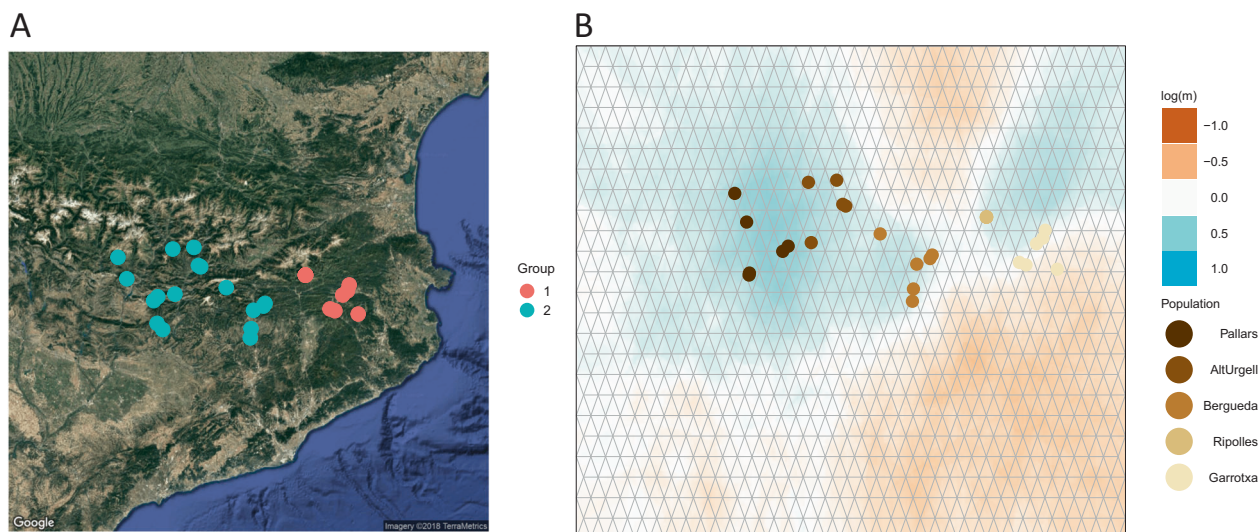 A
B
Google
Imagery ©2018 TerraMetrics
Group
1
2
log(m)
−1.0
−0.5
0.0
0.5
1.0
Population
Pallars
AltUrgell
Bergueda
Ripolles
Garrotxa